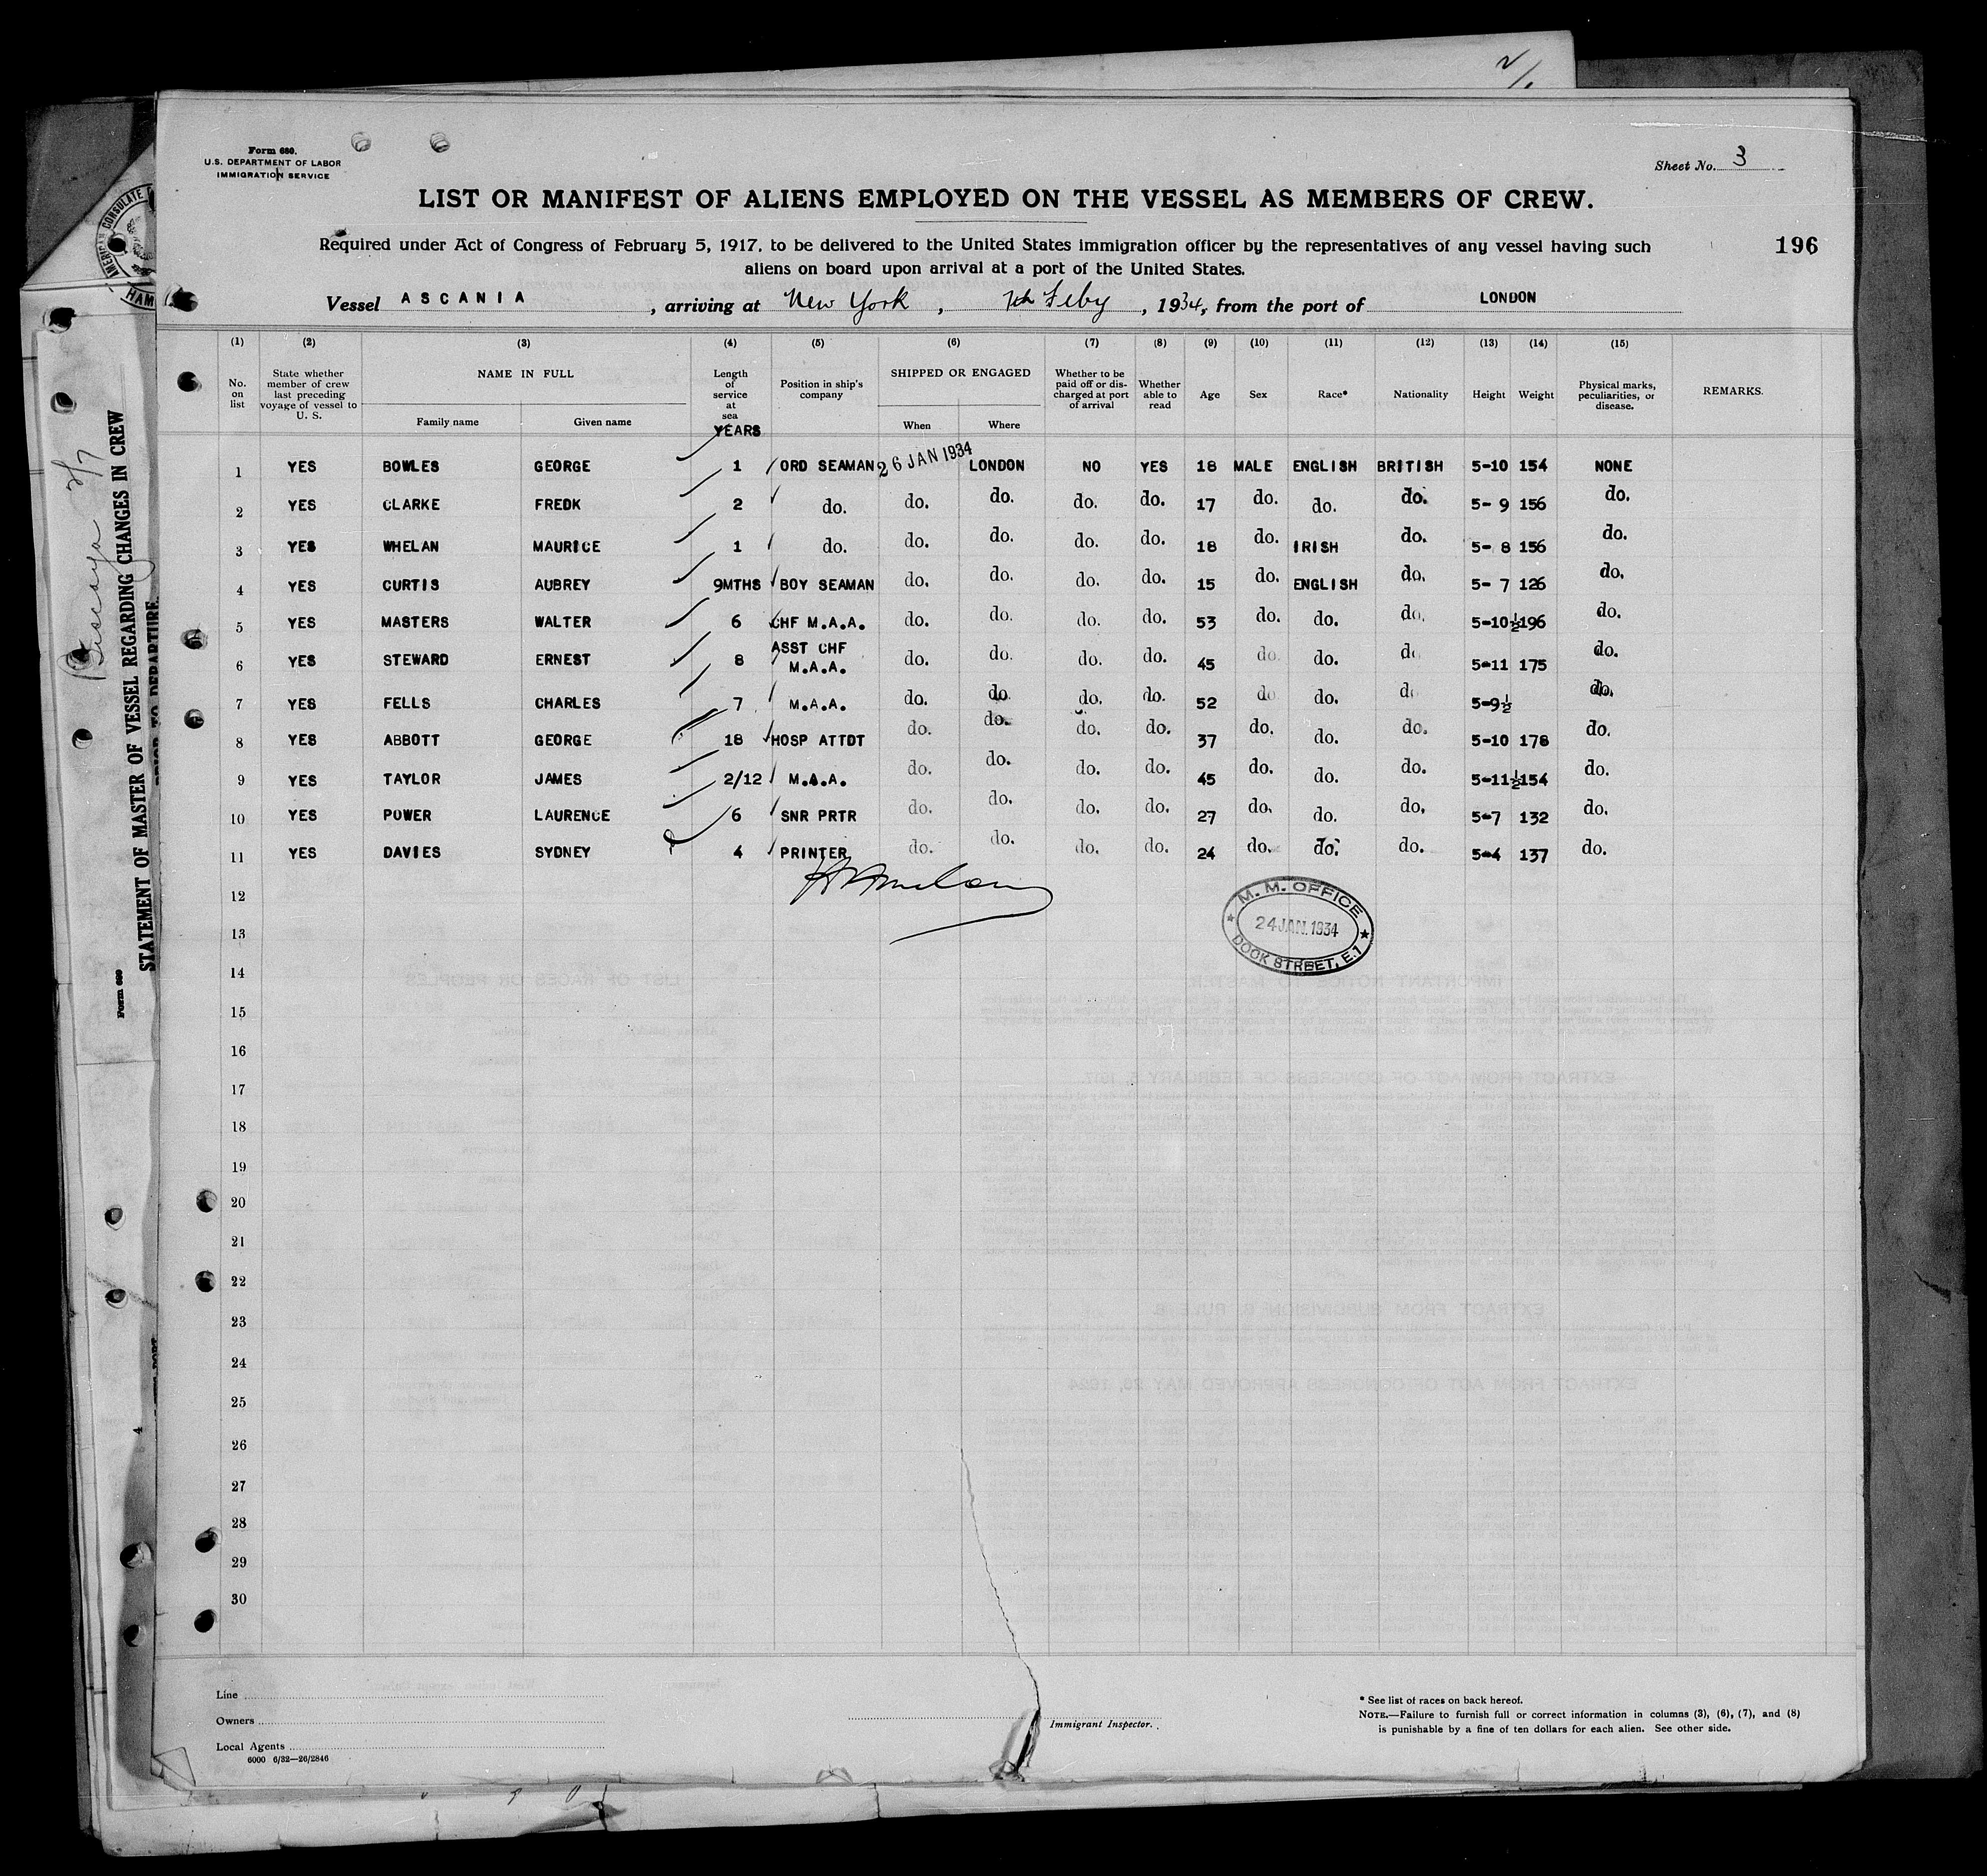 2/
Form 680.
U.S. DEPARTMENT OF LABOR
IMMIGRATION SERVICE
Sheet No. 3
LIST OR MANIFEST OF ALIENS EMPLOYED ON THE VESSEL AS MEMBERS OF CREW.
Required under Act of Congress of February 5, 1917, to be delivered to the United States immigration officer by the representatives of any vessel having such
aliens on board upon arrival at a port of the United States.
196
Vessel ASCANIA, arriving at New York, 7th Feby, 1934, from the port of LONDON
(1) (2) (3) (4) (5) (6) (7) (8) (9) (10) (11) (12) (13) (14) (15)
No. on list State whether member of crew last preceding voyage of vessel to U. S. NAME IN FULL Family name Given name Length of service at sea YEARS Position in ship's company SHIPPED OR ENGAGED When Where Whether to be paid off or discharged at port of arrival Whether able to read Age Sex Race* Nationality Height Weight Physical marks, peculiarities, or disease. REMARKS.
1 YES BOWLES GEORGE 1 ORD SEAMAN 26 JAN 1934 LONDON NO YES 18 MALE ENGLISH BRITISH 5-10 154 NONE
2 YES CLARKE FREDK 2 do. do. do. do. do. 17 do. do. do. 5- 9 156 do.
3 YES WHELAN MAURICE 1 do. do. do. do. do. 18 do. IRISH do. 5- 8 156 do.
4 YES CURTIS AUBREY 9MTHS BOY SEAMAN do. do. do. do. 15 do. ENGLISH do. 5- 7 126 do.
5 YES MASTERS WALTER 6 CHF M.A.A. do. do. do. do. 53 do. do. do. 5-10½ 196 do.
6 YES STEWARD ERNEST 8 ASST CHF M.A.A. do. do. do. do. 45 do. do. do 5-11 175 do.
7 YES FELLS CHARLES 7 M.A.A. do. do. do. do. 52 do do. do 5-9½ do.
8 YES ABBOTT GEORGE 18 HOSP ATTDT do. do. do. do. 37 do. do. do. 5-10 178 do.
9 YES TAYLOR JAMES 2/12 M.A.A. do. do. do. do. 45 do. do. do. 5-11½ 154 do.
10 YES POWER LAURENCE 6 SNR PRTR do. do. do. do. 27 do. do. do. 5-7 132 do.
11 YES DAVIES SYDNEY 4 PRINTER do. do. do. do. 24 do. do. do. 5-4 137 do.
12
13
14
15
16
17
18
19
20
21
22
23
24
25
26
27
28
29
30
M. M. OFFICE
24 JAN. 1934
DOCK STREET, E.1
Line
Owners
Local Agents
6000 6/32—26/2846
Immigrant Inspector.
* See list of races on back hereof.
NOTE.—Failure to furnish full or correct information in columns (3), (6), (7), and (8)
is punishable by a fine of ten dollars for each alien. See other side.
AMERICAN CONSULATE
HAM
2/7
STATEMENT OF MASTER OF VESSEL REGARDING CHANGES IN CREW
PRIOR TO DEPARTURE.
Form 689
4